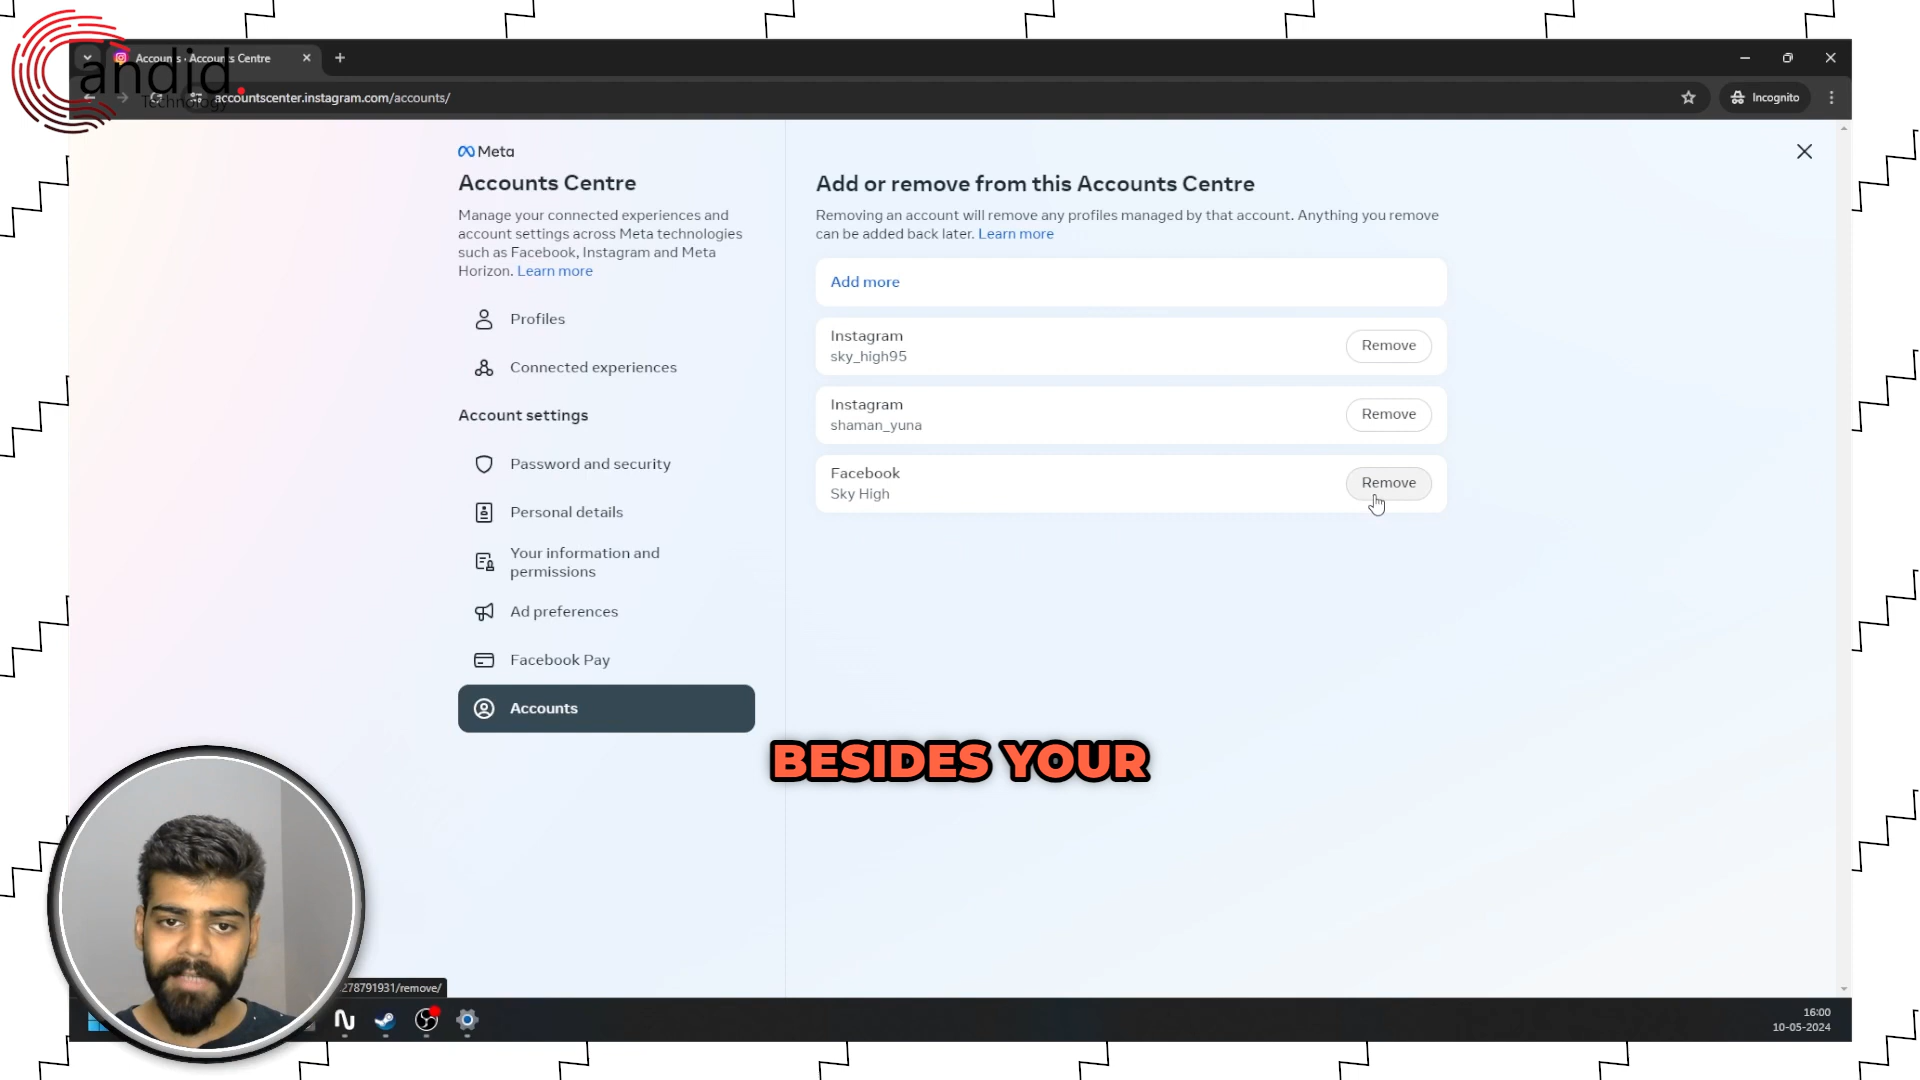 andid.
Technology
Accounts · Accounts Centre
accountscenter.instagram.com/accounts/
Incognito
Meta
Accounts Centre
Manage your connected experiences and
account settings across Meta technologies
such as Facebook, Instagram and Meta
Horizon. Learn more
Profiles
Connected experiences
Account settings
Password and security
Personal details
Your information and
permissions
Ad preferences
Facebook Pay
Accounts
Add or remove from this Accounts Centre
Removing an account will remove any profiles managed by that account. Anything you remove
can be added back later. Learn more
Add more
Instagram
sky_high95
Remove
Instagram
shaman_yuna
Remove
Facebook
Sky High
Remove
BESIDES YOUR
278791931/remove/
16:00
10-05-2024